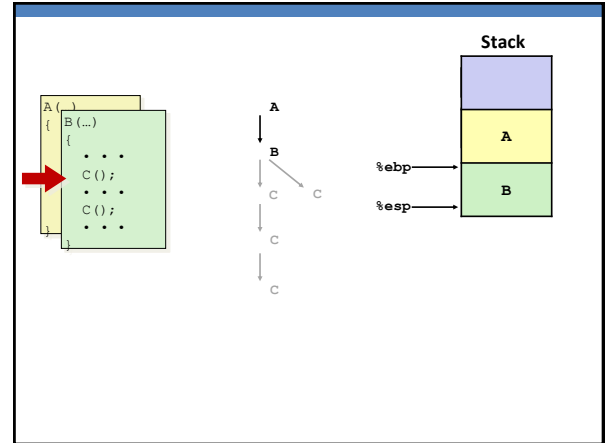 Stack
A(…)
{
}
B(…)
{
• • •
C();
• • •
C();
• • •
}
A
B
C
C
C
C
A
%ebp
B
%esp